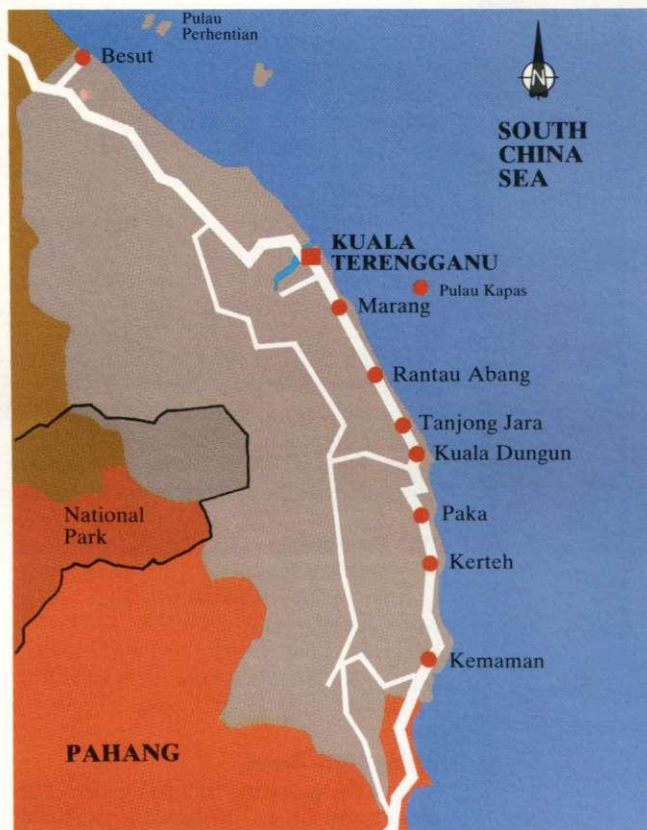 Pulau
Perhentian
Besut
N
SOUTH
CHINA
SEA
KUALA
TERENGGANU
Pulau Kapas
Marang
Rantau Abang
Tanjong Jara
Kuala Dungun
Paka
National
Park
Kerteh
Kemaman
PAHANG